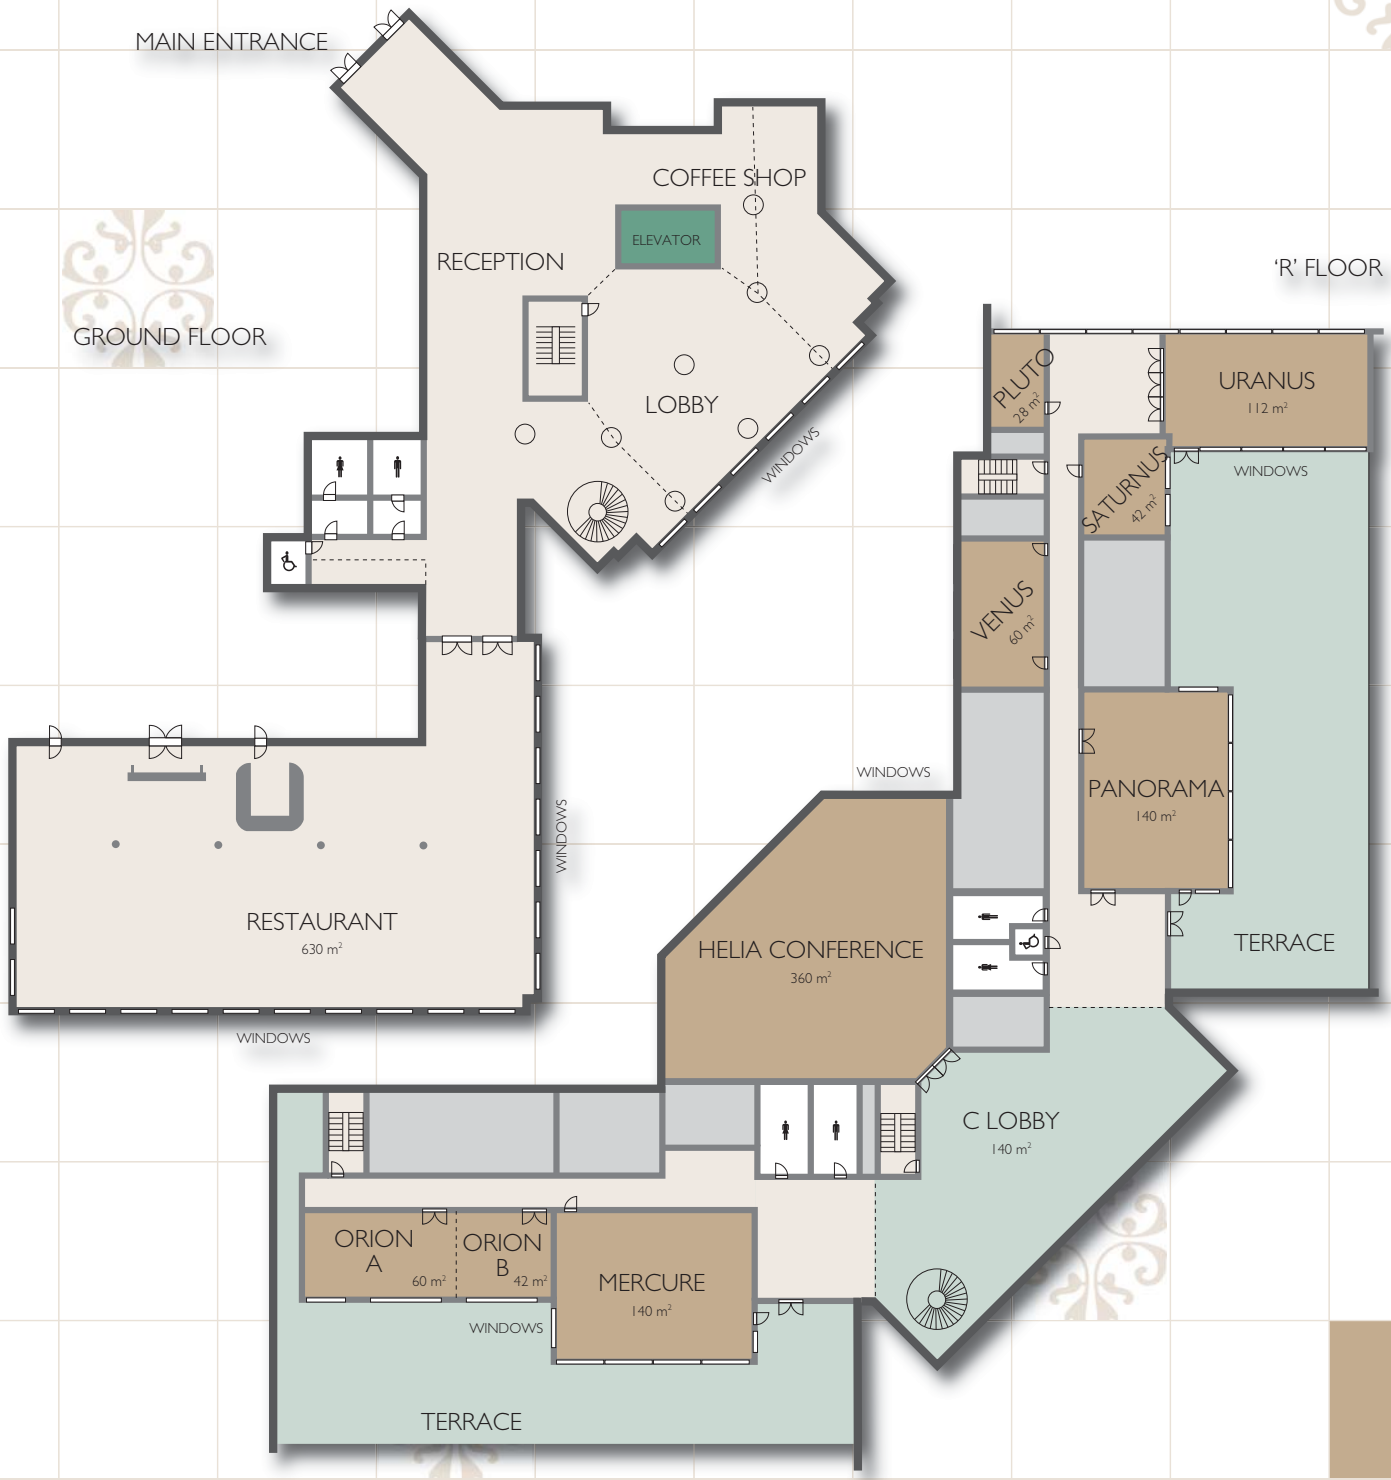 MAIN ENTRANCE
COFFEE SHOP
ELEVATOR
RECEPTION
'R' FLOOR
GROUND FLOOR
LOBBY
WINDOWS
PLUTO
28 m²
URANUS
112 m²
WINDOWS
SATURNUS
42 m²
VENUS
60 m²
WINDOWS
PANORAMA
140 m²
WINDOWS
RESTAURANT
630 m²
HELIA CONFERENCE
360 m²
TERRACE
WINDOWS
C LOBBY
140 m²
ORION
A
60 m²
ORION
B
42 m²
MERCURE
140 m²
WINDOWS
TERRACE